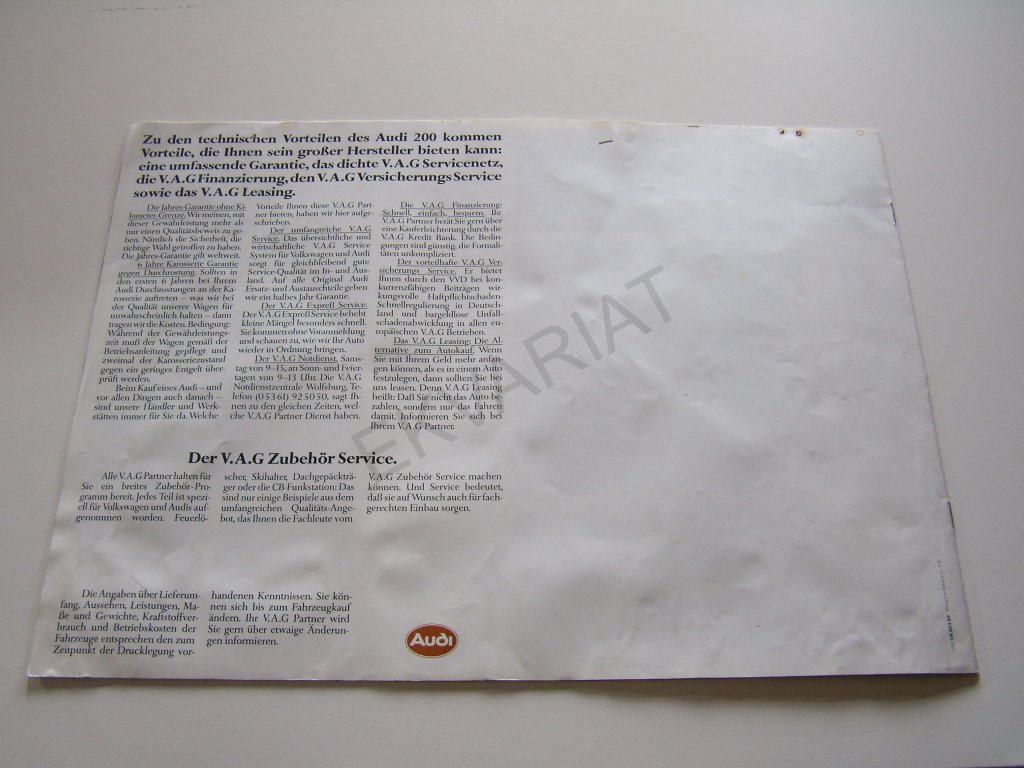 Zu den technischen Vorteilen des Audi 200 kommen
Vorteile, die Ihnen sein großer Hersteller bieten kann:
eine umfassende Garantie, das dichte V.A.G Servicenetz,
die V.A.G Finanzierung, den V.A.G Versicherungs Service
sowie das V.A.G Leasing.
Die Jahres-Garantie ohne Ki-
lometer-Grenze. Wir meinen, mit
dieser Gewährleistung mehr als
nur einen Qualitätsbeweis zu ge-
ben. Nämlich die Sicherheit, die
richtige Wahl getroffen zu haben.
Die Jahres-Garantie gilt weltweit.
6 Jahre Karosserie Garantie
gegen Durchrostung. Sollten in
den ersten 6 Jahren bei Ihrem
Audi Durchrostungen an der Ka-
rosserie auftreten – was wir bei
der Qualität unserer Wagen für
unwahrscheinlich halten – dann
tragen wir die Kosten. Bedingung:
Während der Gewährleistungs-
zeit muß der Wagen gemäß der
Betriebsanleitung gepflegt und
zweimal der Karosseriezustand
gegen ein geringes Entgelt über-
prüft werden.
Beim Kauf eines Audi – und
vor allen Dingen auch danach –
sind unsere Händler und Werk-
stätten immer für Sie da. Welche
Vorteile Ihnen diese V.A.G Part-
ner bieten, haben wir hier aufge-
schrieben.
Der umfangreiche V.A.G
Service. Das übersichtliche und
wirtschaftliche V.A.G Service
System für Volkswagen und Audi
sorgt für gleichbleibend gute
Service-Qualität im In- und Aus-
land. Auf alle Original Audi
Ersatz- und Austauschteile geben
wir ein halbes Jahr Garantie.
Der V.A.G Expreß Service.
Der V.A.G Expreß Service behebt
kleine Mängel besonders schnell.
Sie kommen ohne Voranmeldung
und schauen zu, wie wir Ihr Auto
wieder in Ordnung bringen.
Der V.A.G Notdienst. Sams-
tag von 9–15, an Sonn- und Feier-
tagen von 9–13 Uhr. Die V.A.G
Notdienstzentrale Wolfsburg, Te-
lefon (0 53 61) 92 50 50, sagt Ih-
nen zu den gleichen Zeiten, wel-
che V.A.G Partner Dienst haben.
Die V.A.G Finanzierung:
Schnell, einfach, bequem. Ihr
V.A.G Partner berät Sie gern über
eine Kauferleichterung durch die
V.A.G Kredit Bank. Die Bedin-
gungen sind günstig, die Formali-
täten unkompliziert.
Der vorteilhafte V.A.G Ver-
sicherungs Service. Er bietet
Ihnen durch den VVD bei kon-
kurrenzfähigen Beiträgen wir-
kungsvolle Haftpflichtschaden-
Schnellregulierung in Deutsch-
land und bargeldlose Unfall-
schadenabwicklung in allen eu-
ropäischen V.A.G Betrieben.
Das V.A.G Leasing: Die Al-
ternative zum Autokauf. Wenn
Sie mit Ihrem Geld mehr anfan-
gen können, als es in einem Auto
festzulegen, dann sollten Sie bei
uns leasen. Denn V.A.G Leasing
heißt: Daß Sie nicht das Auto be-
zahlen, sondern nur das Fahren
damit. Informieren Sie sich bei
Ihrem V.A.G Partner.
Der V.A.G Zubehör Service.
Alle V.A.G Partner halten für
Sie ein breites Zubehör-Pro-
gramm bereit. Jedes Teil ist spezi-
ell für Volkswagen und Audis auf-
genommen worden. Feuerlö-
scher, Skihalter, Dachgepäckträ-
ger oder die CB-Funkstation: Das
sind nur einige Beispiele aus dem
umfangreichen Qualitäts-Ange-
bot, das Ihnen die Fachleute vom
V.A.G Zubehör Service machen
können. Und Service bedeutet,
daß sie auf Wunsch auch für fach-
gerechten Einbau sorgen.
Die Angaben über Lieferum-
fang, Aussehen, Leistungen, Ma-
ße und Gewichte, Kraftstoffver-
brauch und Betriebskosten der
Fahrzeuge entsprechen den zum
Zeitpunkt der Drucklegung vor-
handenen Kenntnissen. Sie kön-
nen sich bis zum Fahrzeugkauf
ändern. Ihr V.A.G Partner wird
Sie gern über etwaige Änderun-
gen informieren.
Audi
ERVARIAT